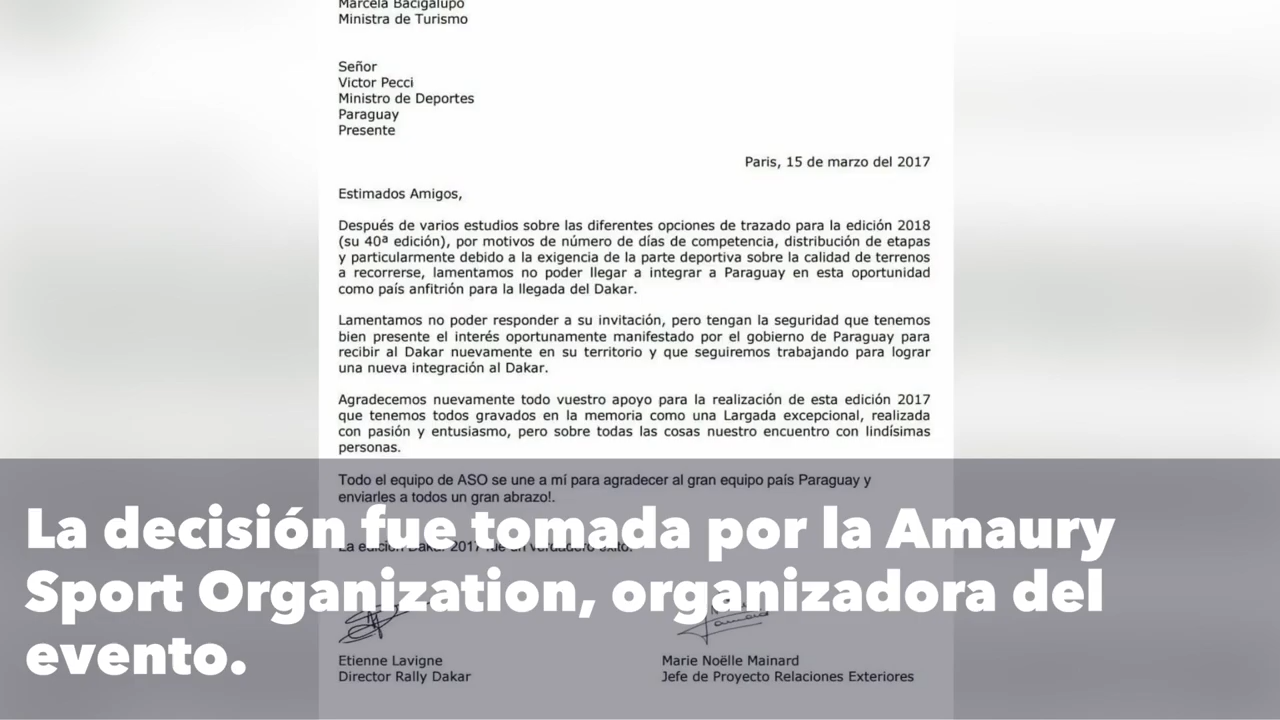 Marcela Bacigalupo
Ministra de Turismo
Señor
Victor Pecci
Ministro de Deportes
Paraguay
Presente
Paris, 15 de marzo del 2017
Estimados Amigos,
Después de varios estudios sobre las diferentes opciones de trazado para la edición 2018
(su 40ª edición), por motivos de número de días de competencia, distribución de etapas
y particularmente debido a la exigencia de la parte deportiva sobre la calidad de terrenos
a recorrerse, lamentamos no poder llegar a integrar a Paraguay en esta oportunidad
como país anfitrión para la llegada del Dakar.
Lamentamos no poder responder a su invitación, pero tengan la seguridad que tenemos
bien presente el interés oportunamente manifestado por el gobierno de Paraguay para
recibir al Dakar nuevamente en su territorio y que seguiremos trabajando para lograr
una nueva integración al Dakar.
Agradecemos nuevamente todo vuestro apoyo para la realización de esta edición 2017
que tenemos todos gravados en la memoria como una Largada excepcional, realizada
con pasión y entusiasmo, pero sobre todas las cosas nuestro encuentro con lindísimas
personas.
Todo el equipo de ASO se une a mí para agradecer al gran equipo país Paraguay y
enviarles a todos un gran abrazo!.
La edición Dakar 2017 fue un verdadero éxito.
La decisión fue tomada por la Amaury
Sport Organization, organizadora del
evento.
Etienne Lavigne
Director Rally Dakar
Marie Noëlle Mainard
Jefe de Proyecto Relaciones Exteriores